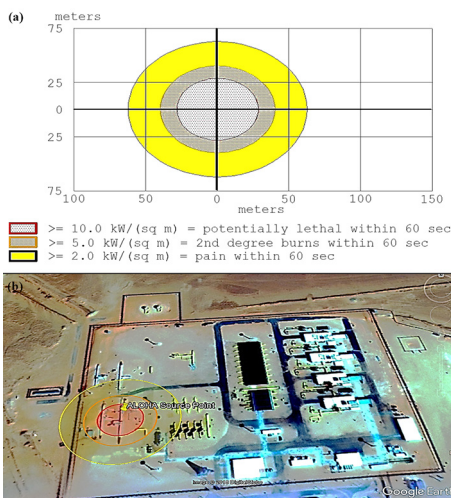 (a)
meters
75
25
0
25
75
100
50
0
50
100
150
meters
>= 10.0 kW/(sq m) = potentially lethal within 60 sec
>= 5.0 kW/(sq m) = 2nd degree burns within 60 sec
>= 2.0 kW/(sq m) = pain within 60 sec
(b)
ALOHA Source Point
Google Earth